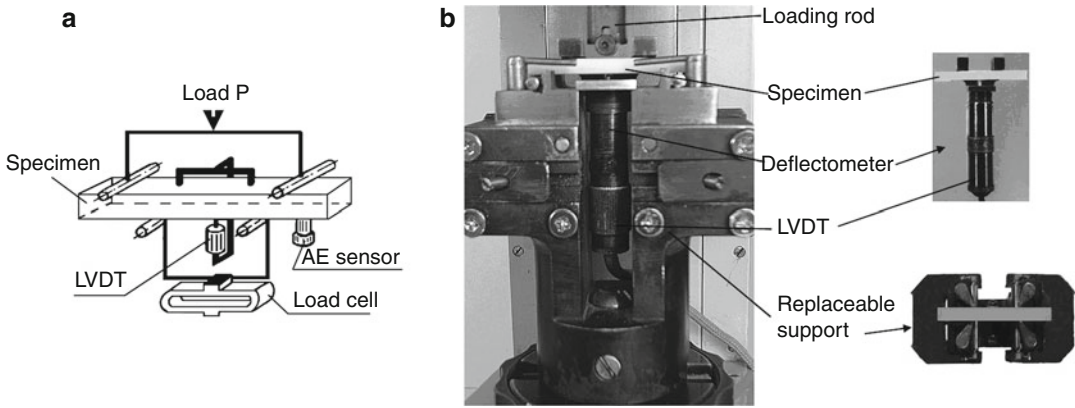 a
Load P
Specimen
LVDT
AE sensor
Load cell
b
Loading rod
Specimen
Deflectometer
LVDT
Replaceable
support